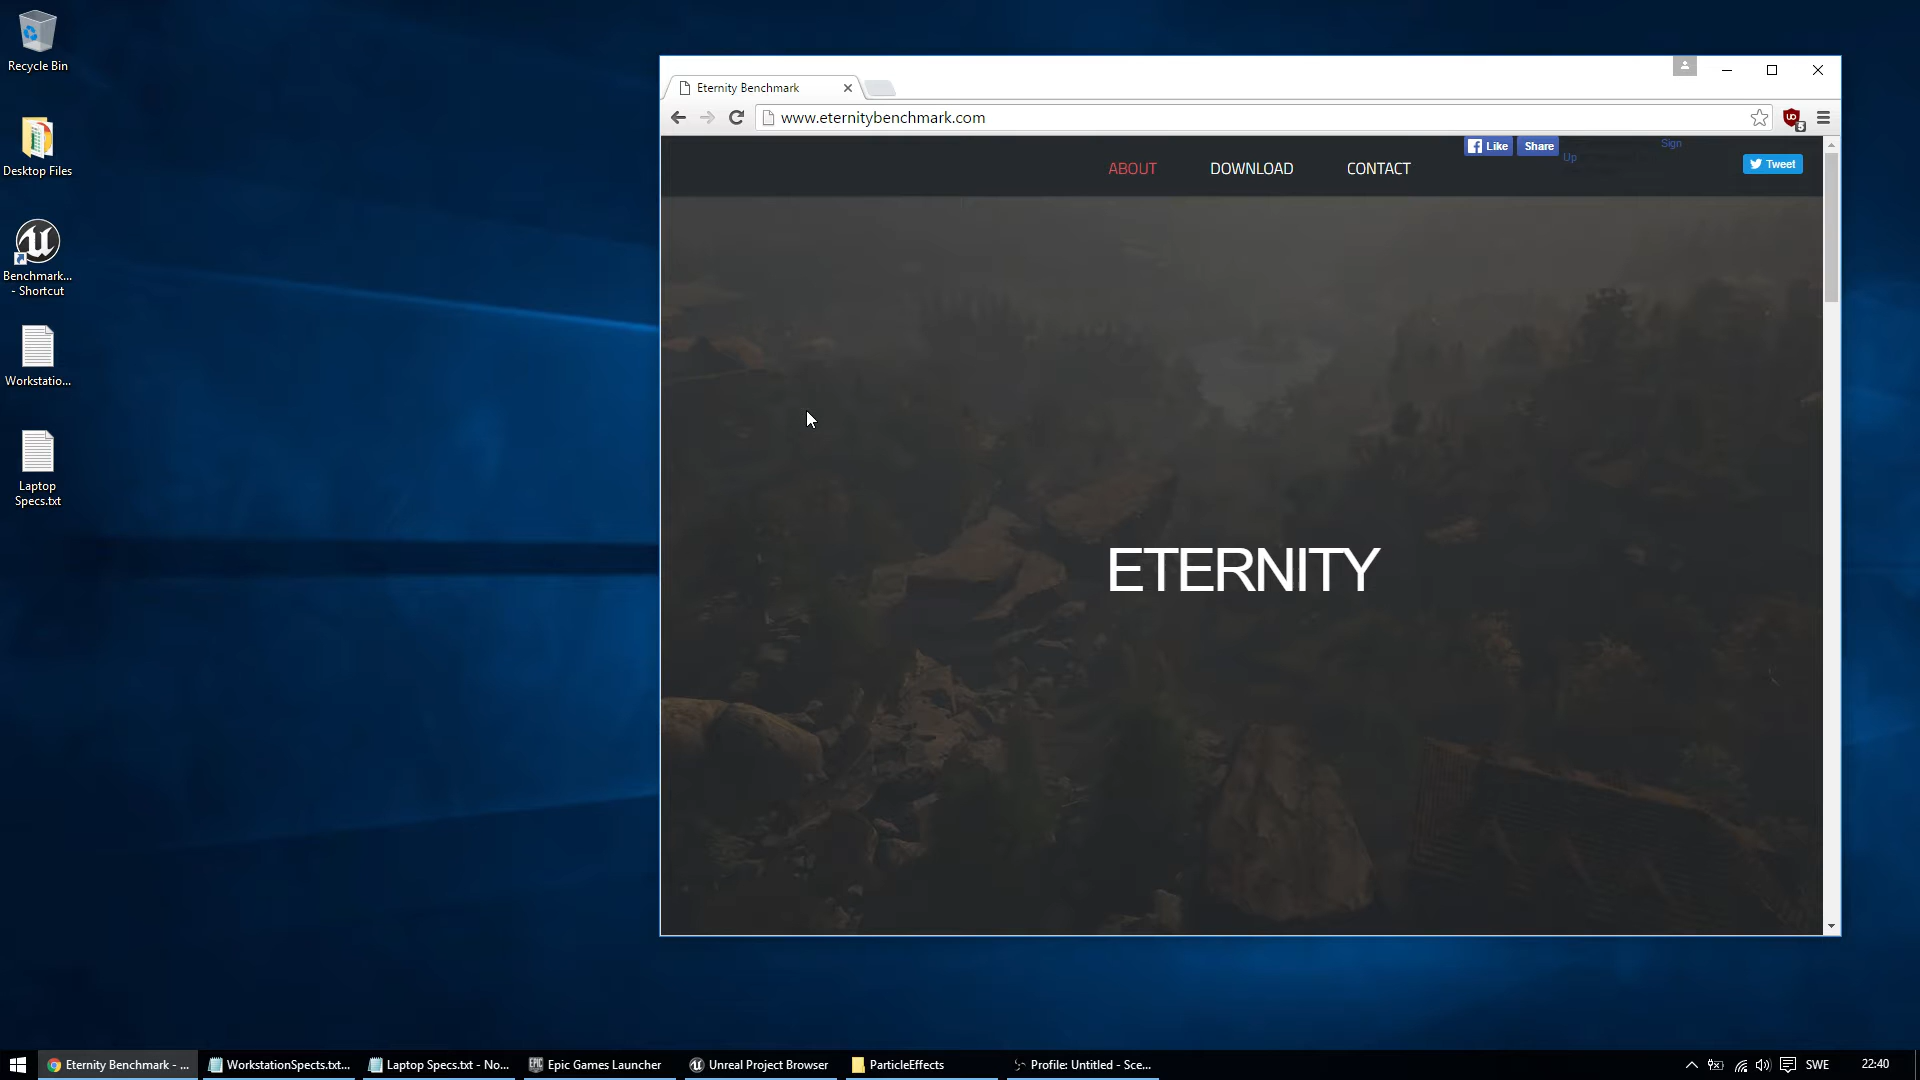 Recycle Bin
Desktop Files
Benchmark...
- Shortcut
Workstatio...
Laptop
Specs.txt
Eternity Benchmark
www.eternitybenchmark.com
5
ABOUT
DOWNLOAD
CONTACT
Like
Share
Sign
Up
Tweet
ETERNITY
Eternity Benchmark - ...
WorkstationSpects.txt...
Laptop Specs.txt - No...
EPIC
Epic Games Launcher
Unreal Project Browser
ParticleEffects
Profile: Untitled - Sce...
SWE
22:40